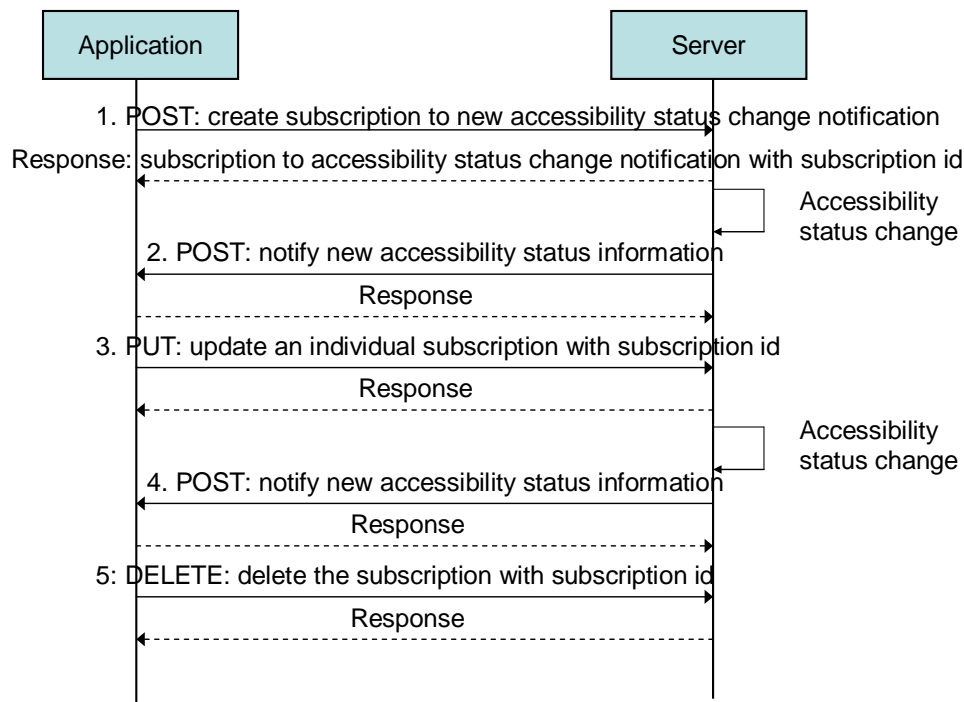 Application
Server
1. POST: create subscription to new accessibility status change notification
Response: subscription to accessibility status change notification with subscription id
Accessibility
status change
2. POST: notify new accessibility status information
Response
3. PUT: update an individual subscription with subscription id
Response
Accessibility
status change
4. POST: notify new accessibility status information
Response
5: DELETE: delete the subscription with subscription id
Response